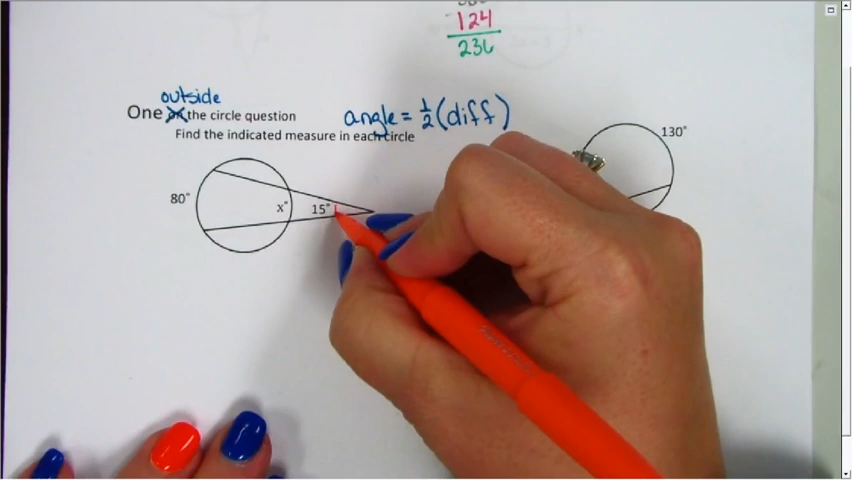 -124
236
outside
One on the circle question
angle = 1/2 (diff)
Find the indicated measure in each circle
130°
80°
x°
15°